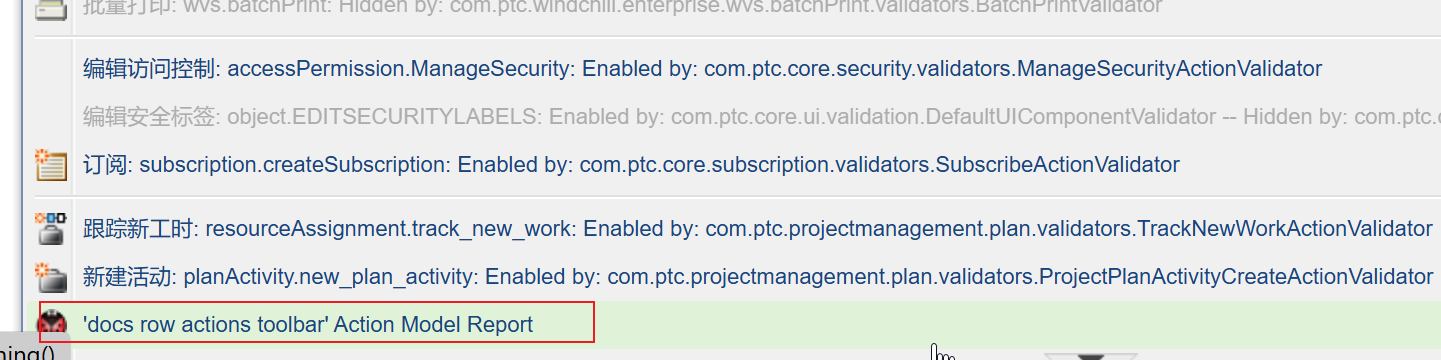 批量打印: wvs.batchPrint: Hidden by: com.ptc.windchill.enterprise.wvs.batchPrint.validators.BatchPrintValidator
编辑访问控制: accessPermission.ManageSecurity: Enabled by: com.ptc.core.security.validators.ManageSecurityActionValidator
编辑安全标签: object.EDITSECURITYLABELS: Enabled by: com.ptc.core.ui.validation.DefaultUIComponentValidator -- Hidden by: com.ptc.c
订阅: subscription.createSubscription: Enabled by: com.ptc.core.subscription.validators.SubscribeActionValidator
跟踪新工时: resourceAssignment.track_new_work: Enabled by: com.ptc.projectmanagement.plan.validators.TrackNewWorkActionValidator
新建活动: planActivity.new_plan_activity: Enabled by: com.ptc.projectmanagement.plan.validators.ProjectPlanActivityCreateActionValidator
'docs row actions toolbar' Action Model Report